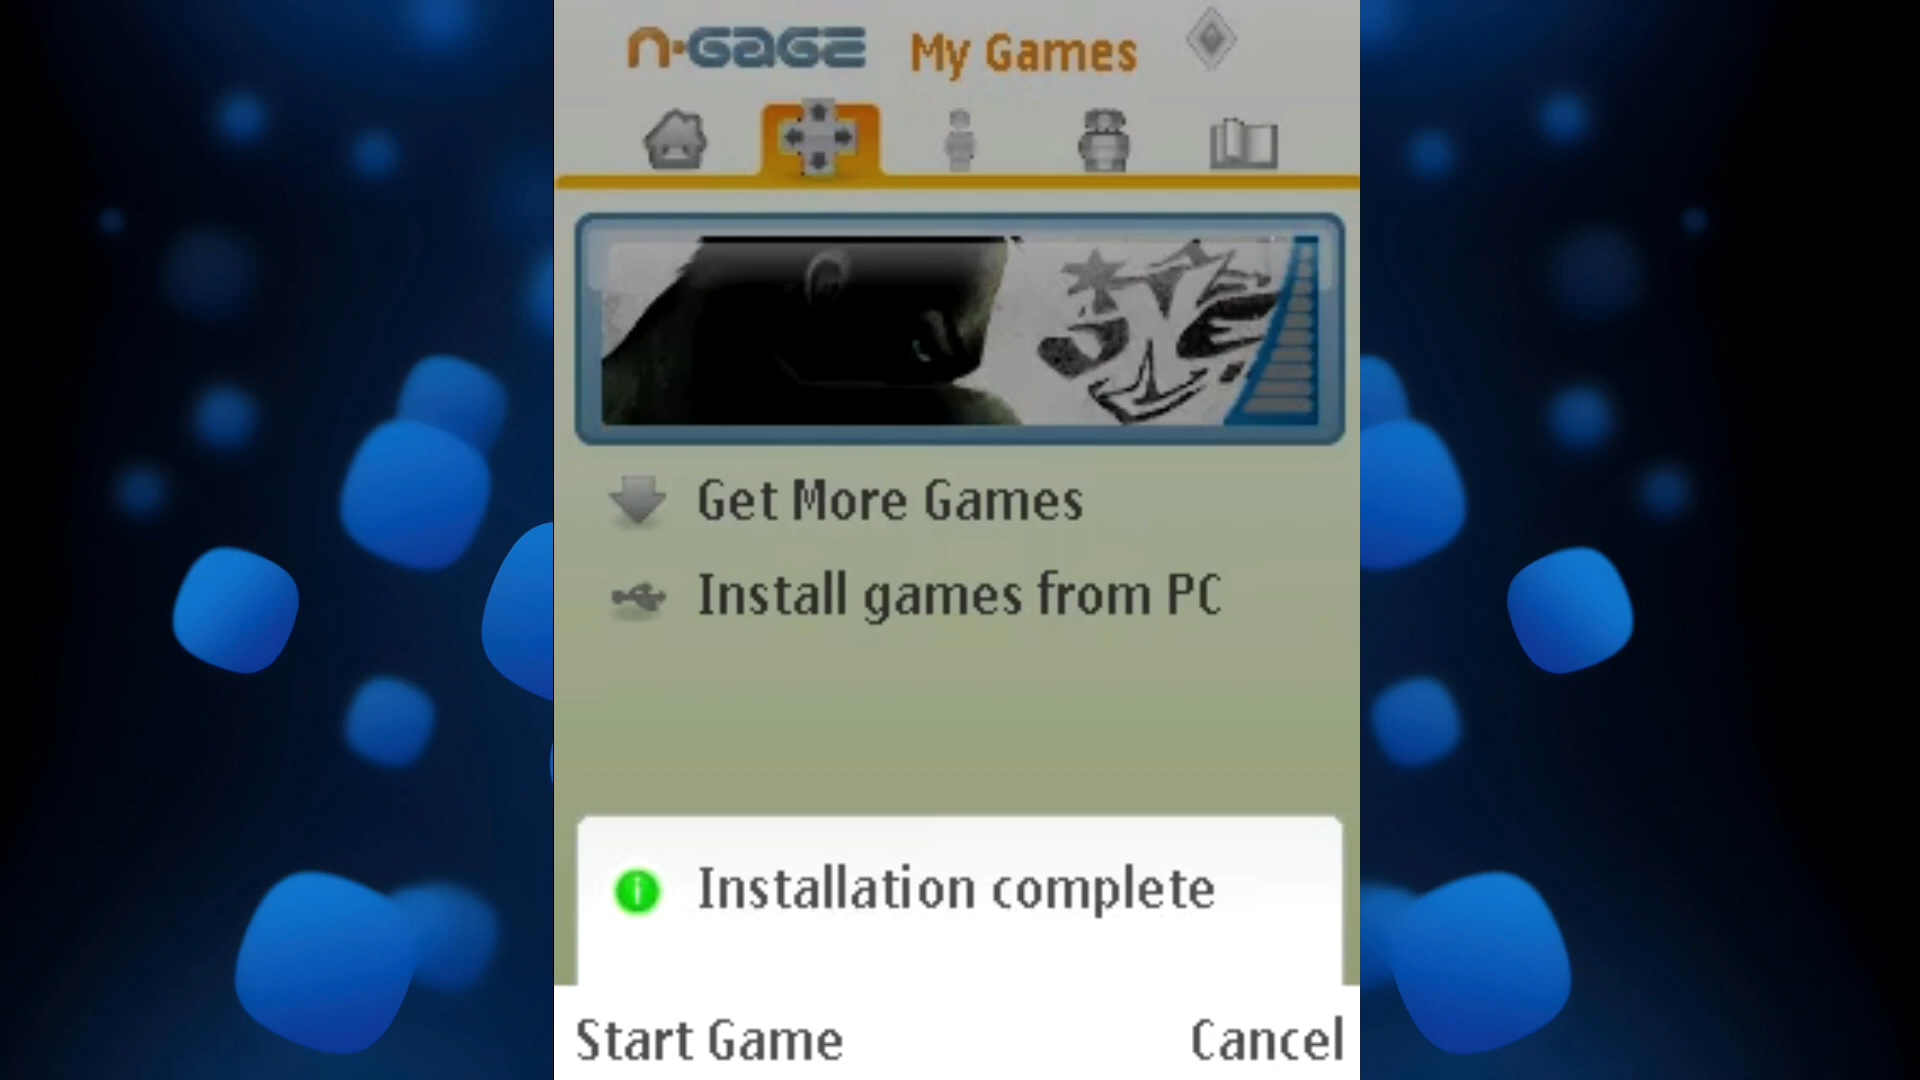 n·GAGE My Games
Get More Games
Install games from PC
Installation complete
Start Game
Cancel